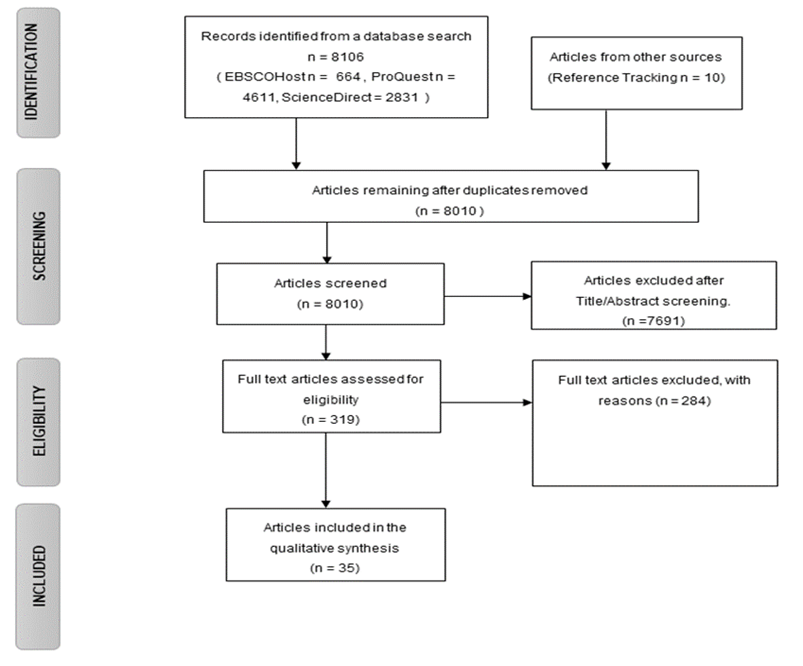 IDENTIFICATION
Records identified from a database search
n = 8106
( EBSCOHost n = 664 , ProQuest n =
4611, ScienceDirect = 2831 )
Articles from other sources
(Reference Tracking n = 10)
SCREENING
Articles remaining after duplicates removed
(n = 8010 )
Articles screened
(n = 8010)
Articles excluded after
Title/Abstract screening.
(n =7691)
ELIGIBILITY
Full text articles assessed for
eligibility
(n = 319)
Full text articles excluded, with
reasons (n = 284)
INCLUDED
Articles included in the
qualitative synthesis
(n = 35)